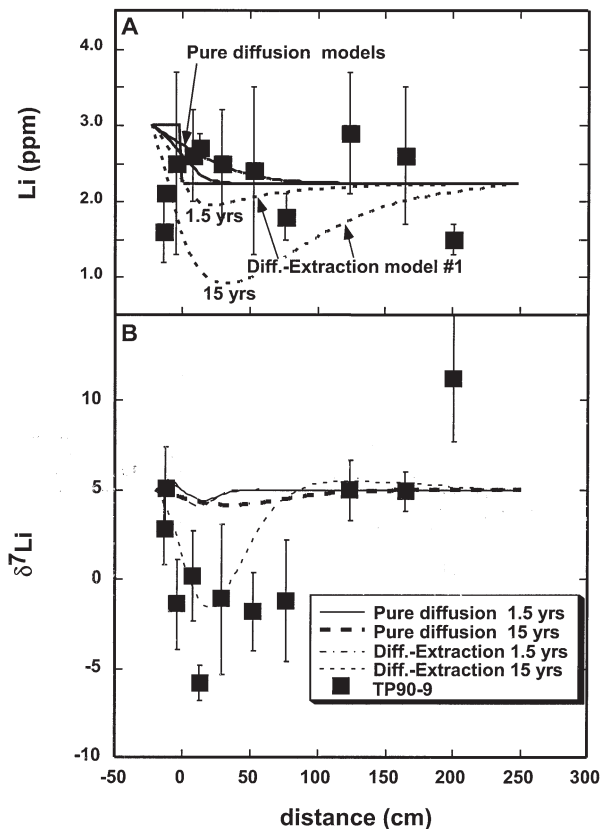 A
4.0
Pure diffusion models
3.0
Li (ppm)
2.0
1.5 yrs
Diff.-Extraction model #1
1.0
15 yrs
B
10
5
δ7Li
0
Pure diffusion 1.5 yrs
Pure diffusion 15 yrs
Diff.-Extraction 1.5 yrs
Diff.-Extraction 15 yrs
TP90-9
-5
-10
-50 0 50 100 150 200 250 300
distance (cm)